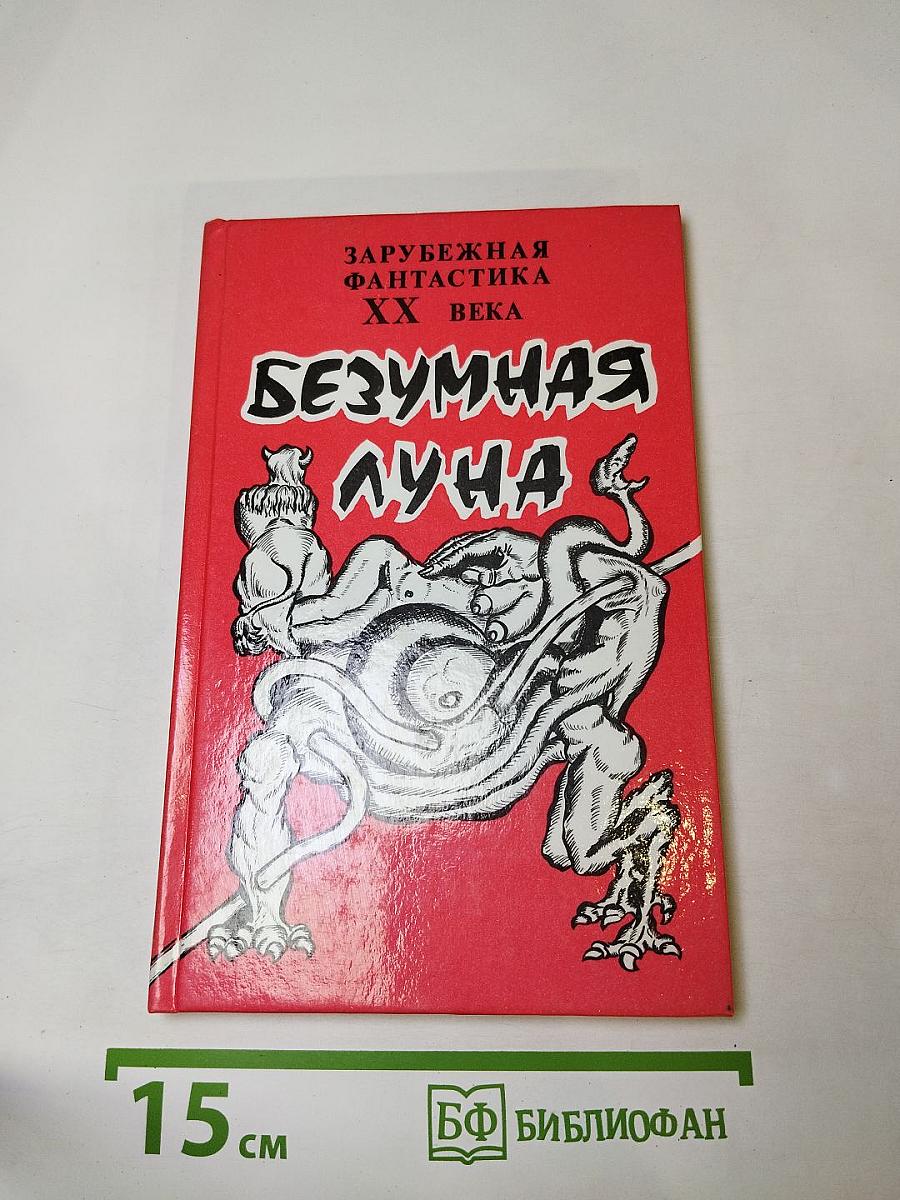 ЗАРУБЕЖНАЯ
ФАНТАСТИКА
XX ВЕКА
БЕЗУМНАЯ
ЛУНА
15 см
БФ БИБЛИОФАН